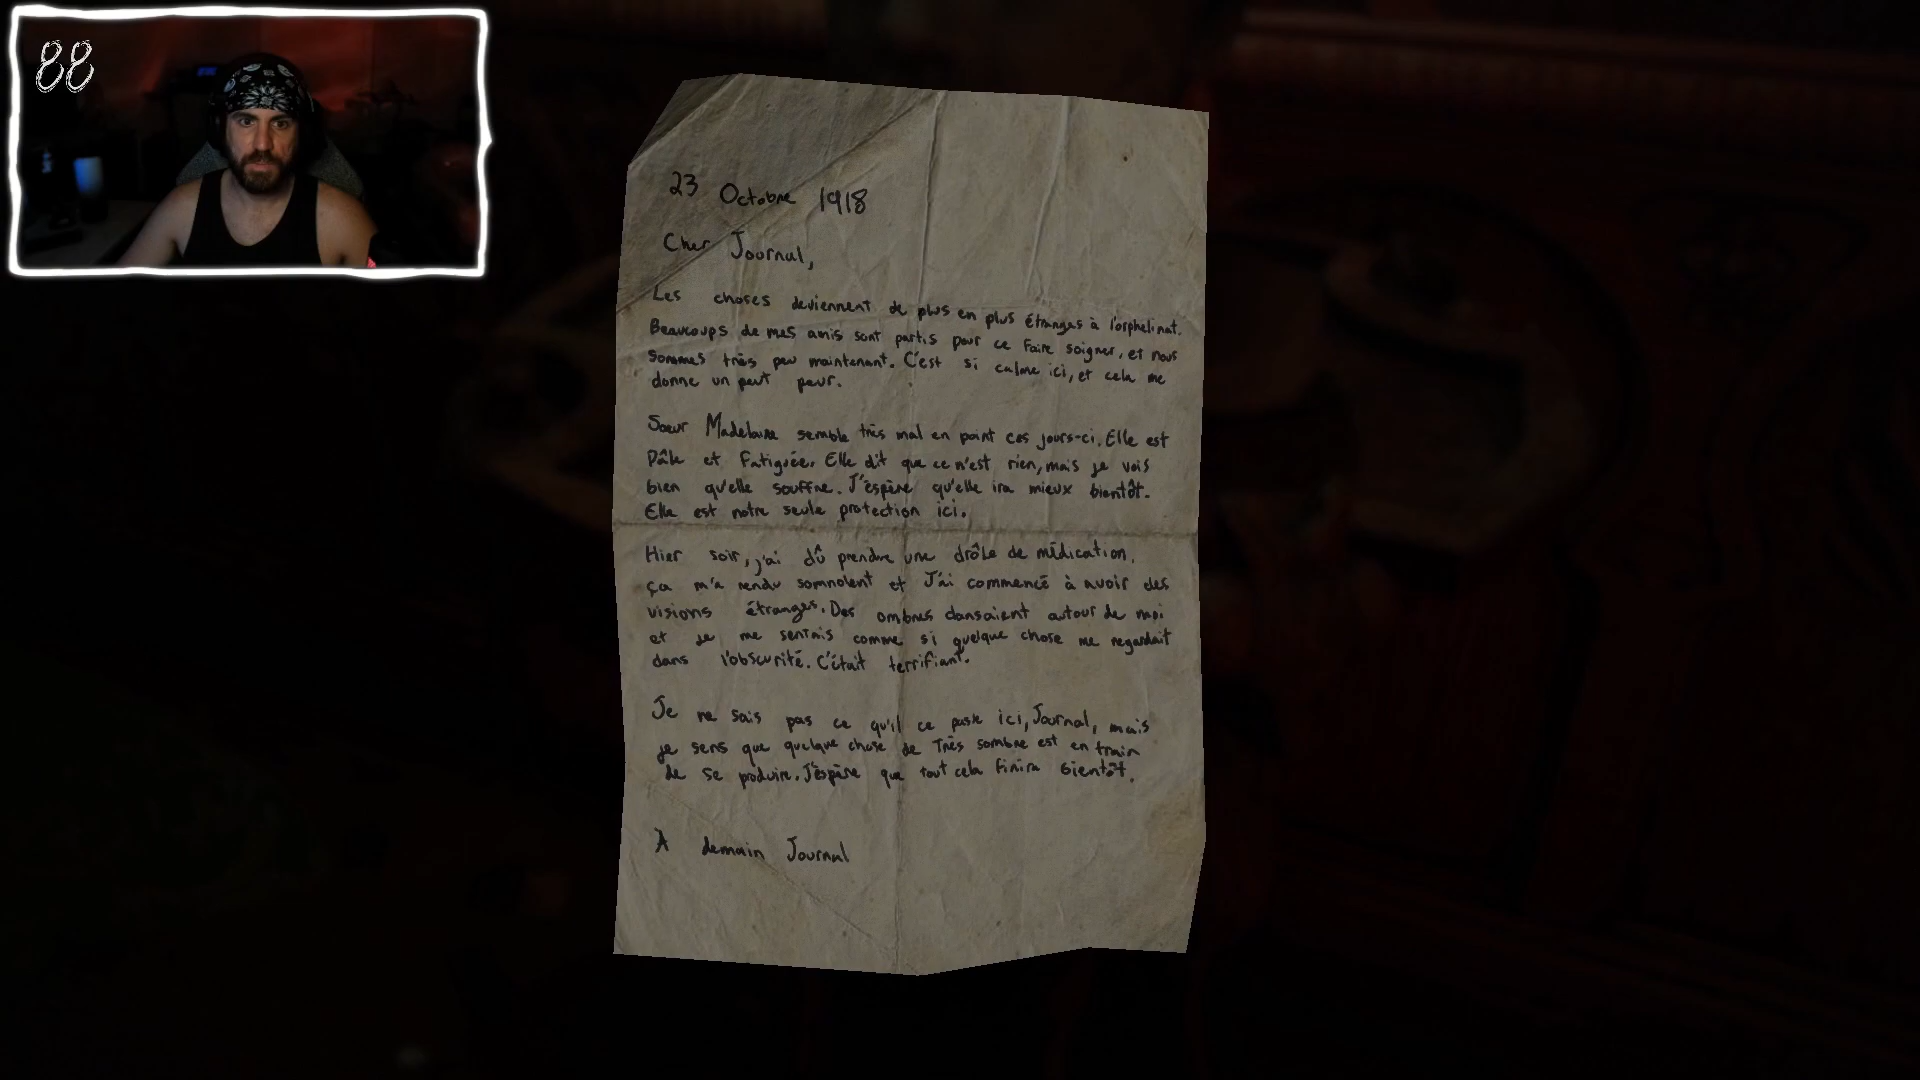 88
23 Octobre 1918
Cher Journal,
Les choses deviennent de plus en plus étranges à l'orphelinat.
Beaucoups de mes amis sont partis pour ce faire soigner, et nous
sommes très peu maintenant. C'est si calme ici, et cela me
donne un peut peur.
Soeur Madelaine semble très mal en point ces jours-ci. Elle est
Pâle et fatiguée. Elle dit que ce n'est rien, mais je vois
bien qu'elle souffre. J'éspère qu'elle ira mieux bientôt.
Elle est notre seule protection ici.
Hier soir, j'ai dû prendre une drôle de médication.
ça m'a rendu somnolent et J'ai commencé à avoir des
visions étranges. Des ombres dansaient autour de moi
et je me sentais comme si quelque chose me regardait
dans l'obscurité. C'était terrifiant.
Je ne sais pas ce qu'il ce passe ici, Journal, mais
je sens que quelque chose de Très sombre est en train
de se produire. J'éspère que tout cela finira bientôt.
À demain Journal